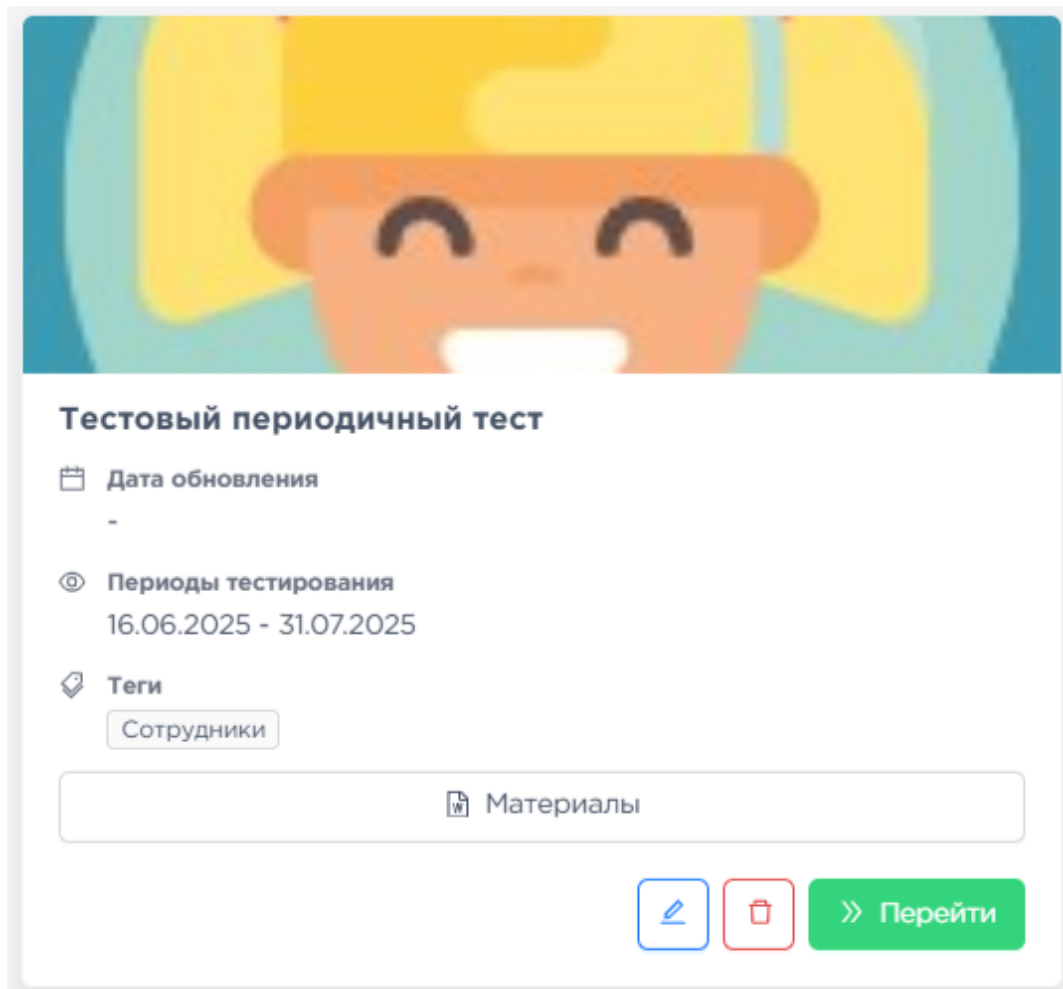 Тестовый периодичный тест
Дата обновления
-
Периоды тестирования
16.06.2025 - 31.07.2025
Теги
Сотрудники
Материалы
Перейти